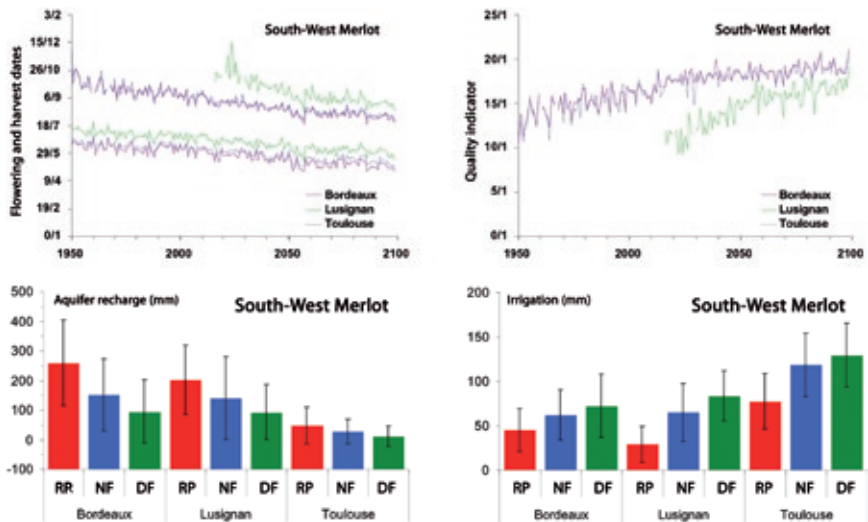 South-West Merlot
Flowering and harvest dates
3/2
15/12
26/10
6/9
18/7
29/5
9/4
19/2
0/1
Bordeaux
Lusignan
Toulouse
1950
2000
2050
2100
South-West Merlot
Quality indicator
25/1
20/1
15/1
10/1
5/1
0/1
Bordeaux
Lusignan
Toulouse
1950
2000
2050
2100
Aquifer recharge (mm)
South-West Merlot
500
400
300
200
100
0
-100
RR NF DF RP NF DF RP NF DF
Bordeaux Lusignan Toulouse
Irrigation (mm)
South-West Merlot
200
150
100
50
0
RP NF DF RP NF DF RP NF DF
Bordeaux Lusignan Toulouse